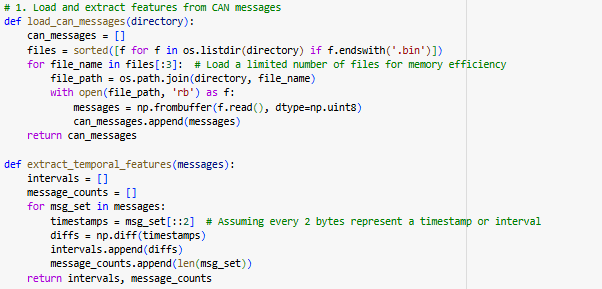 # 1. Load and extract features from CAN messages
def load_can_messages(directory):
    can_messages = []
    files = sorted([f for f in os.listdir(directory) if f.endswith('.bin')])
    for file_name in files[:3]:  # Load a limited number of files for memory efficiency
        file_path = os.path.join(directory, file_name)
        with open(file_path, 'rb') as f:
            messages = np.frombuffer(f.read(), dtype=np.uint8)
            can_messages.append(messages)
    return can_messages

def extract_temporal_features(messages):
    intervals = []
    message_counts = []
    for msg_set in messages:
        timestamps = msg_set[::2]  # Assuming every 2 bytes represent a timestamp or interval
        diffs = np.diff(timestamps)
        intervals.append(diffs)
        message_counts.append(len(msg_set))
    return intervals, message_counts